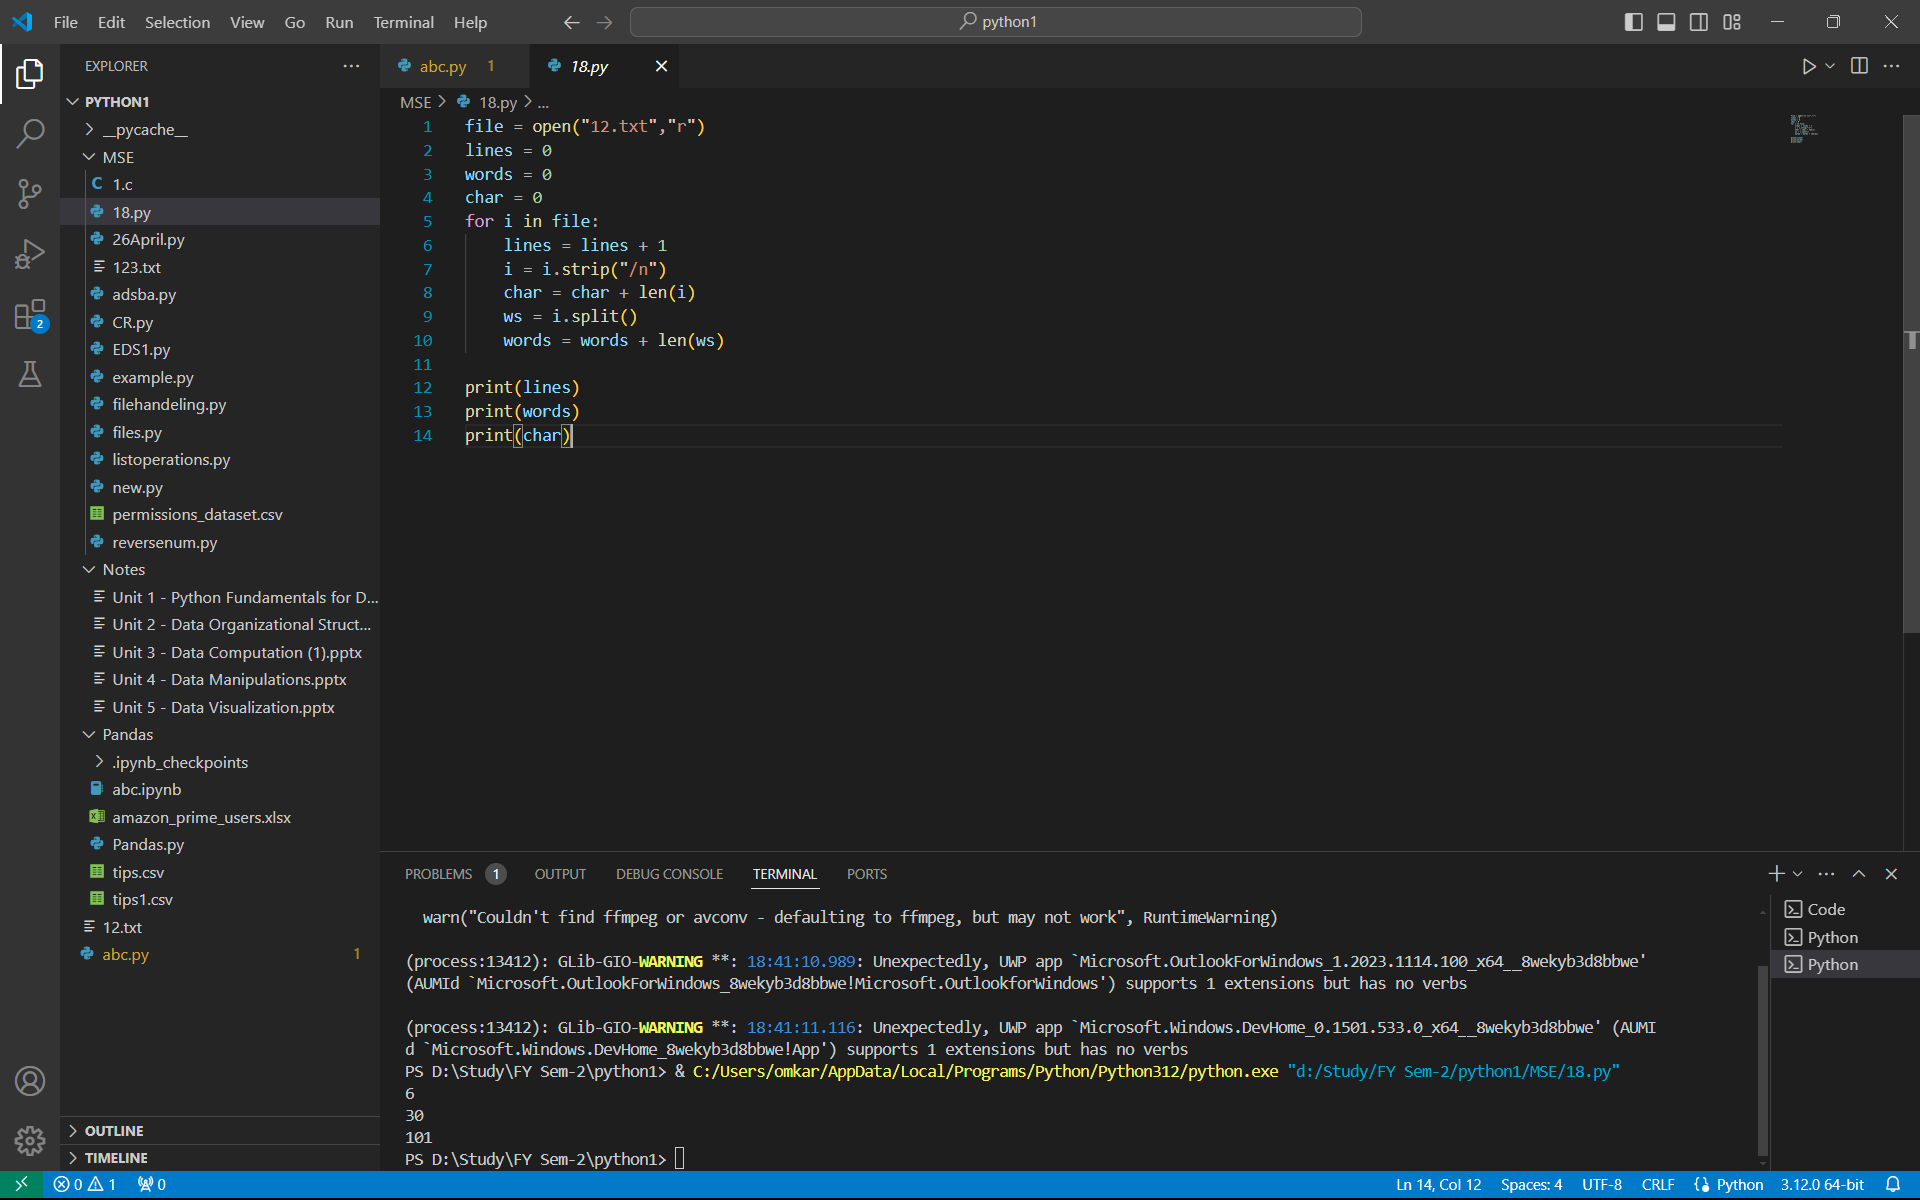 File Edit Selection View Go Run Terminal Help
python1
EXPLORER
PYTHON1
__pycache__
MSE
C 1.c
18.py
26April.py
123.txt
adsba.py
CR.py
EDS1.py
example.py
filehandeling.py
files.py
listoperations.py
new.py
permissions_dataset.csv
reversenum.py
Notes
Unit 1 - Python Fundamentals for D...
Unit 2 - Data Organizational Struct...
Unit 3 - Data Computation (1).pptx
Unit 4 - Data Manipulations.pptx
Unit 5 - Data Visualization.pptx
Pandas
.ipynb_checkpoints
abc.ipynb
amazon_prime_users.xlsx
Pandas.py
tips.csv
tips1.csv
12.txt
abc.py 1
OUTLINE
TIMELINE
2
abc.py 1 18.py
MSE > 18.py > ...
1 file = open("12.txt","r")
2 lines = 0
3 words = 0
4 char = 0
5 for i in file:
6 lines = lines + 1
7 i = i.strip("/n")
8 char = char + len(i)
9 ws = i.split()
10 words = words + len(ws)
11
12 print(lines)
13 print(words)
14 print(char)
PROBLEMS 1 OUTPUT DEBUG CONSOLE TERMINAL PORTS
warn("Couldn't find ffmpeg or avconv - defaulting to ffmpeg, but may not work", RuntimeWarning)
(process:13412): GLib-GIO-WARNING **: 18:41:10.989: Unexpectedly, UWP app `Microsoft.OutlookForWindows_1.2023.1114.100_x64__8wekyb3d8bbwe'
(AUMId `Microsoft.OutlookForWindows_8wekyb3d8bbwe!Microsoft.OutlookforWindows') supports 1 extensions but has no verbs
(process:13412): GLib-GIO-WARNING **: 18:41:11.116: Unexpectedly, UWP app `Microsoft.Windows.DevHome_0.1501.533.0_x64__8wekyb3d8bbwe' (AUMI
d `Microsoft.Windows.DevHome_8wekyb3d8bbwe!App') supports 1 extensions but has no verbs
PS D:\Study\FY Sem-2\python1> & C:/Users/omkar/AppData/Local/Programs/Python/Python312/python.exe "d:/Study/FY Sem-2/python1/MSE/18.py"
6
30
101
PS D:\Study\FY Sem-2\python1>
Code
Python
Python
0 1 0 Ln 14, Col 12 Spaces: 4 UTF-8 CRLF Python 3.12.0 64-bit